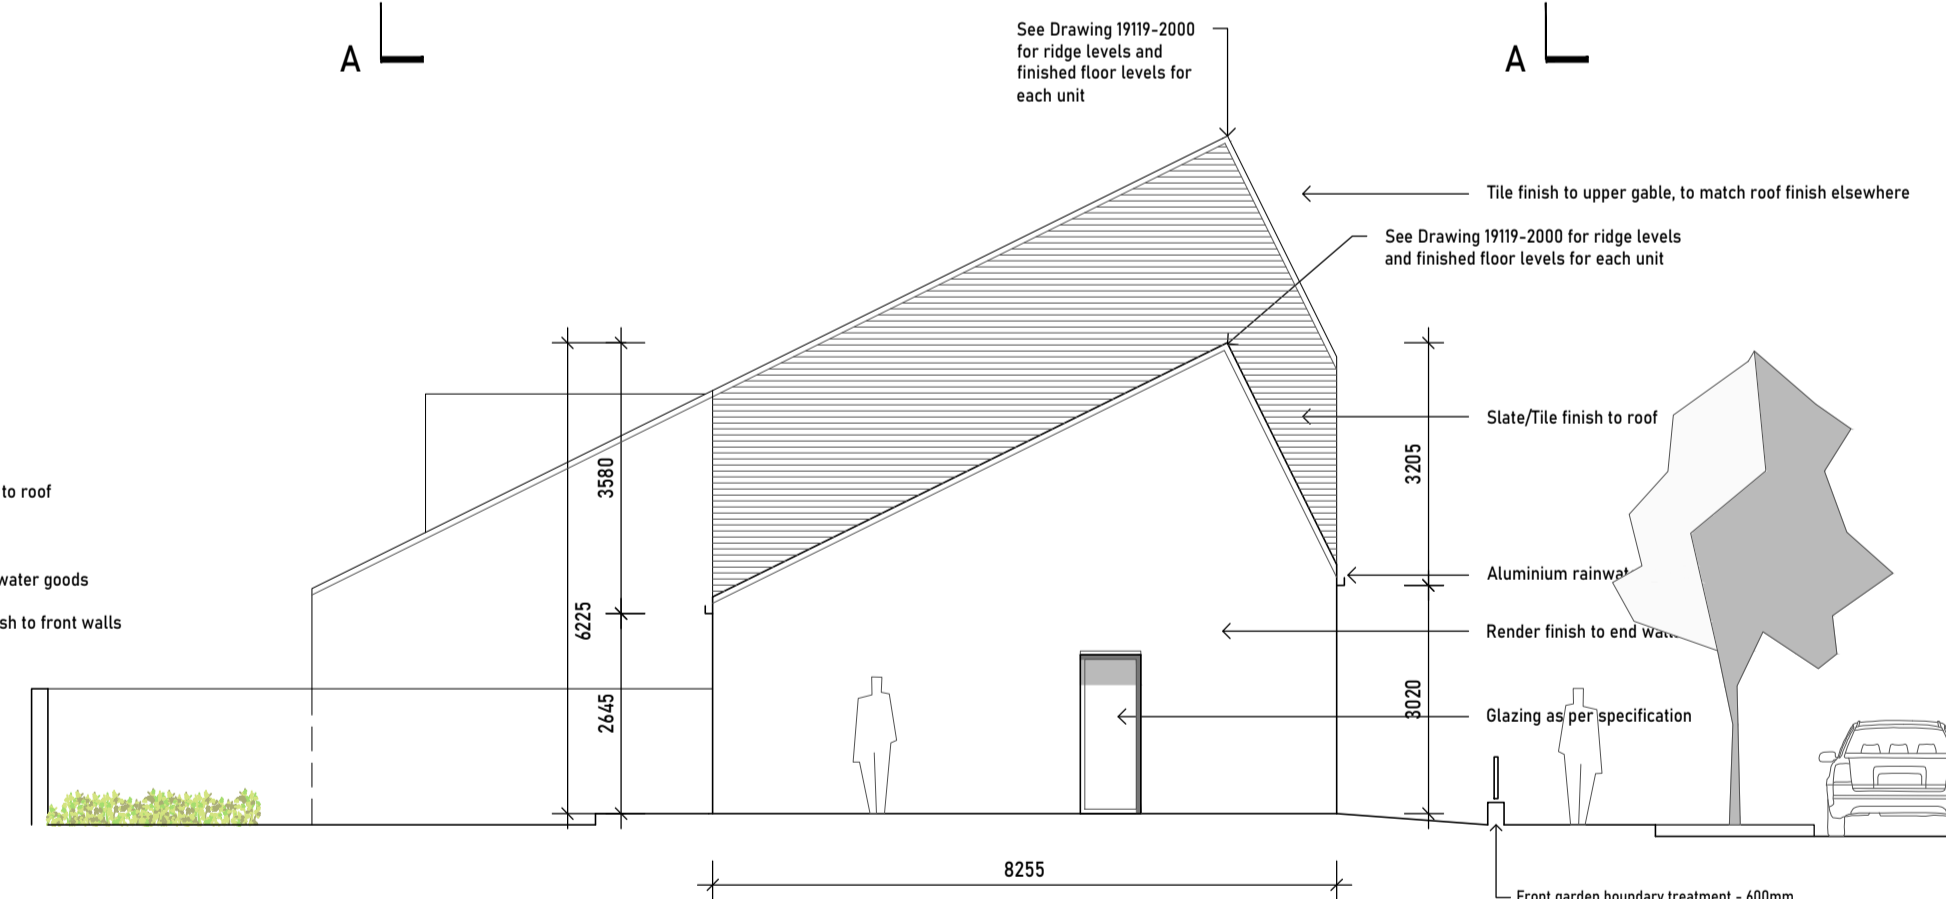 A
A
See Drawing 19119-2000
for ridge levels and
finished floor levels for
each unit
Tile finish to upper gable, to match roof finish elsewhere
See Drawing 19119-2000 for ridge levels
and finished floor levels for each unit
Slate/Tile finish to roof
3580
3205
to roof
water goods
Aluminium
sh to front walls
6225
Render finish to end
2645
3020
Glazing as per specification
8255
Front garden boundary treatment - 600mm